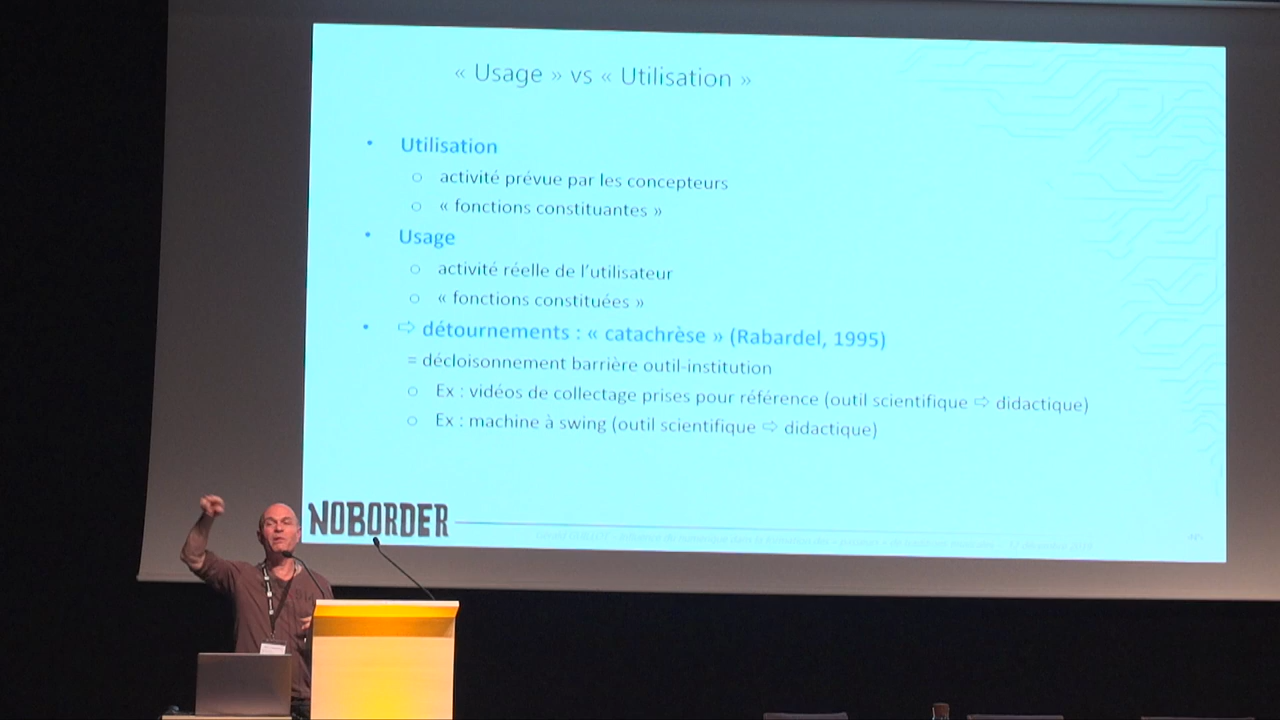 « Usage » vs « Utilisation »
• Utilisation
○ activité prévue par les concepteurs
○ « fonctions constituantes »
• Usage
○ activité réelle de l'utilisateur
○ « fonctions constituées »
• ⇨ détournements : « catachrèse » (Rabardel, 1995)
= décloisonnement barrière outil-institution
○ Ex : vidéos de collectage prises pour référence (outil scientifique ⇨ didactique)
○ Ex : machine à swing (outil scientifique ⇨ didactique)
NOBORDER